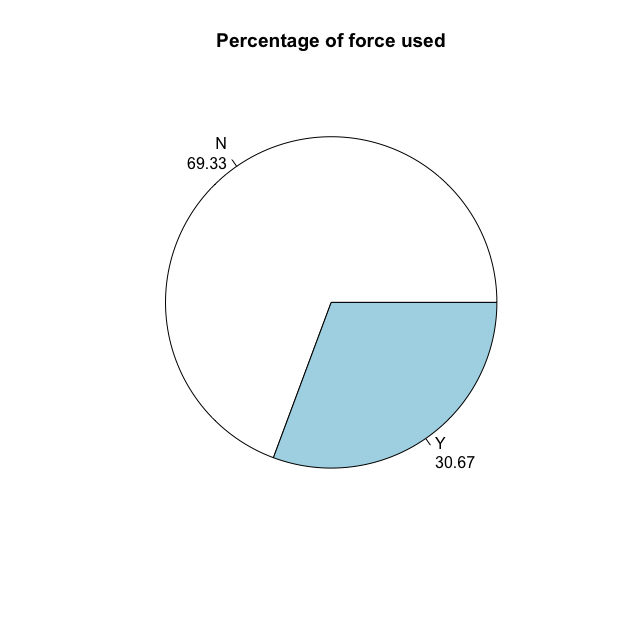 Percentage of force used
N
69.33
Y
30.67